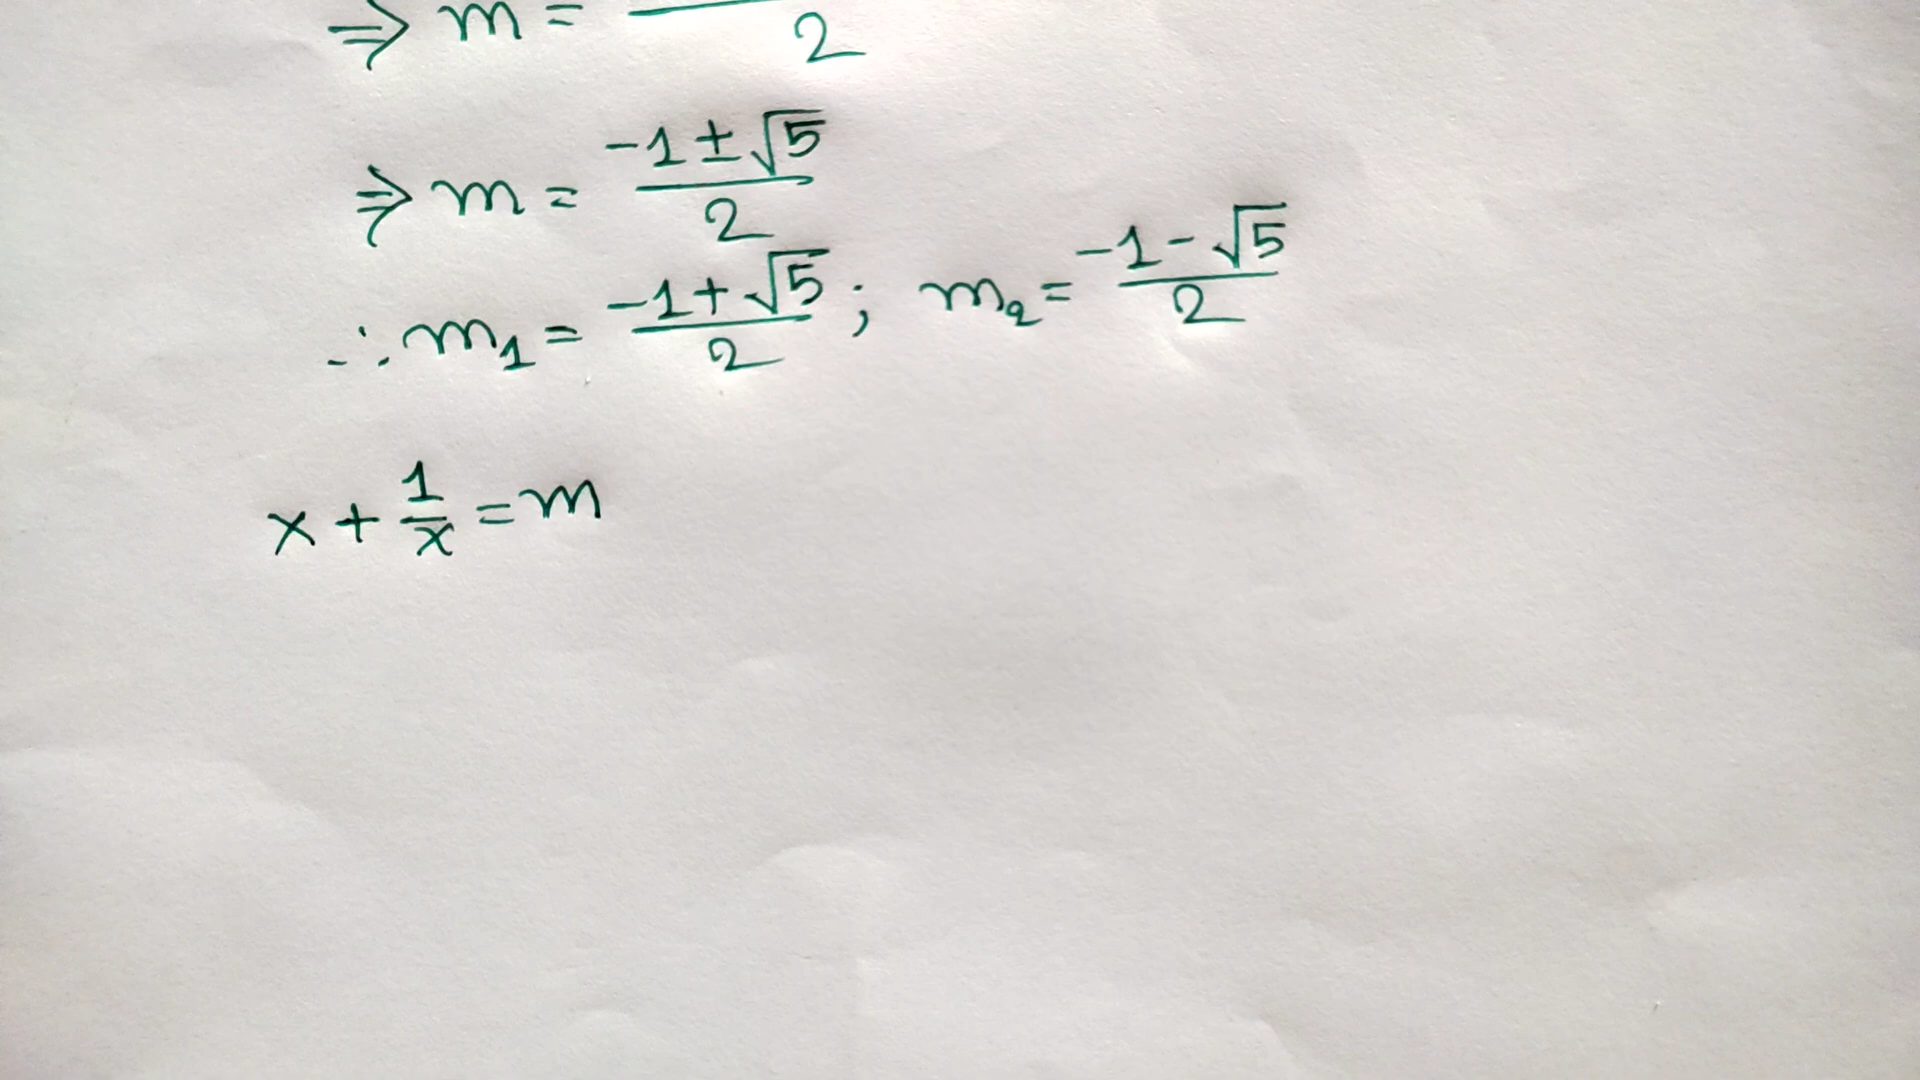 ⇒ m = ―/2
⇒ m = (-1 ± √5)/2
∴ m₁ = (-1 + √5)/2 ; m₂ = (-1 - √5)/2
x + 1/x = m